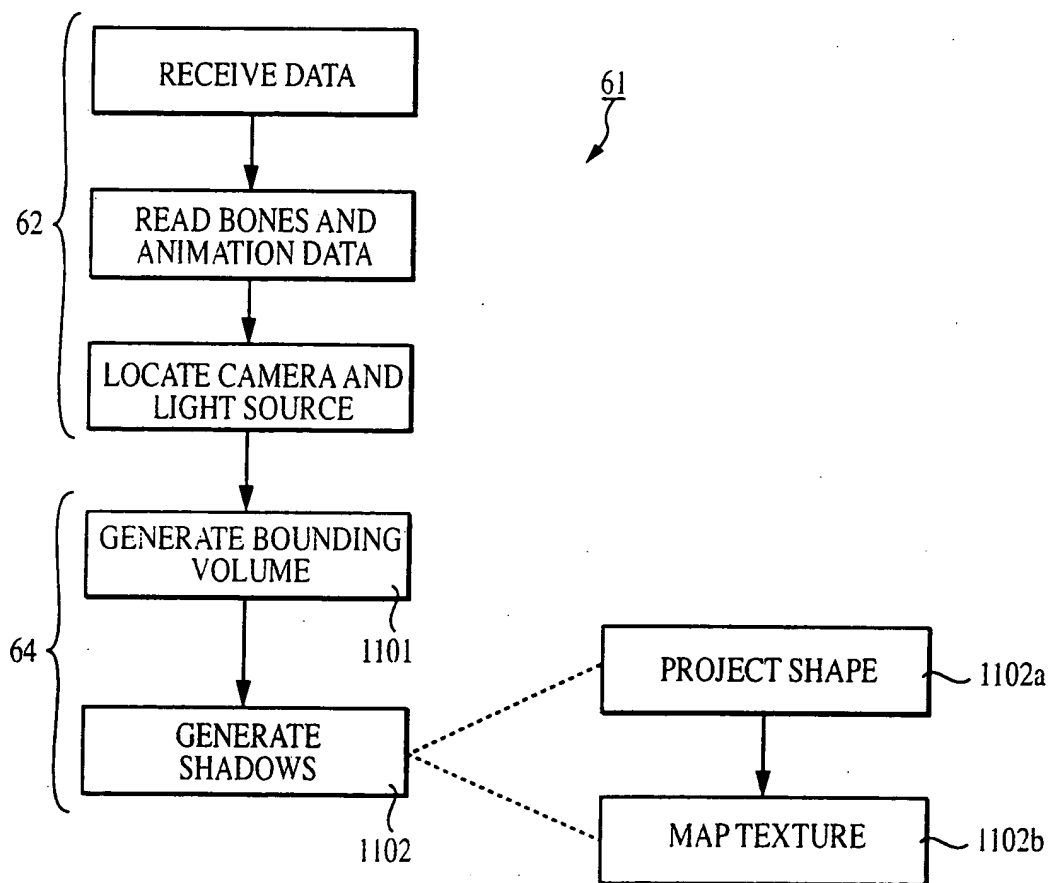 RECEIVE DATA
61
62
READ BONES AND
ANIMATION DATA
LOCATE CAMERA AND
LIGHT SOURCE
GENERATE BOUNDING
VOLUME
1101
64
GENERATE
SHADOWS
1102
PROJECT SHAPE
1102a
MAP TEXTURE
1102b